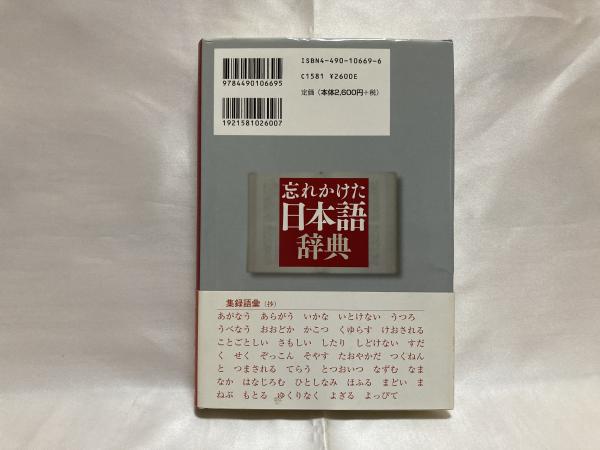 ISBN4-490-10669-6
C1581 ¥2600E
定価（本体2,600円+税）
9784490106695
1921581026007
忘れかけた
日本語
辞典
集録語彙（抄）
あがなう　あらがう　いかな　いとけない　うつろ
うべなう　おおどか　かこつ　くゆらす　けおされる
ことごとしい　さもしい　したり　しどけない　すだ
く　せく　ぞっこん　そやす　たおやかだ　つくねん
と　つまされる　てらう　とつおいつ　なずむ　なま
なか　はなじろむ　ひとしなみ　ほふる　まどい　ま
ねぶ　もとる　ゆくりなく　よぎる　よっぴて